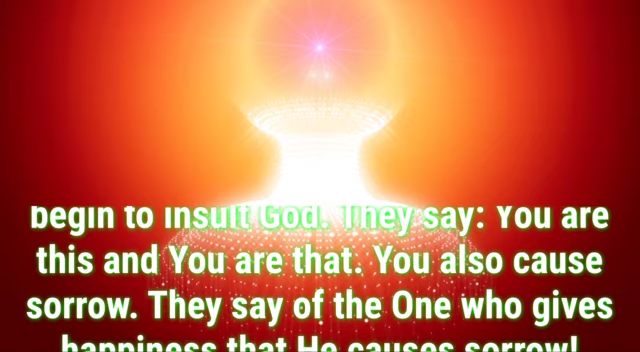 begin to insult God. They say: You are
this and You are that. You also cause
sorrow. They say of the One who gives
happiness that He causes sorrow!